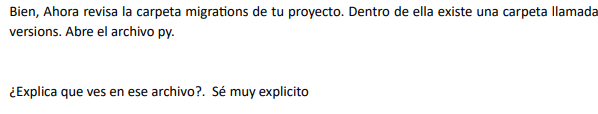 Bien, Ahora revisa la carpeta migrations de tu proyecto. Dentro de ella existe una carpeta llamada
versions. Abre el archivo py.
¿Explica que ves en ese archivo?. Sé muy explicito